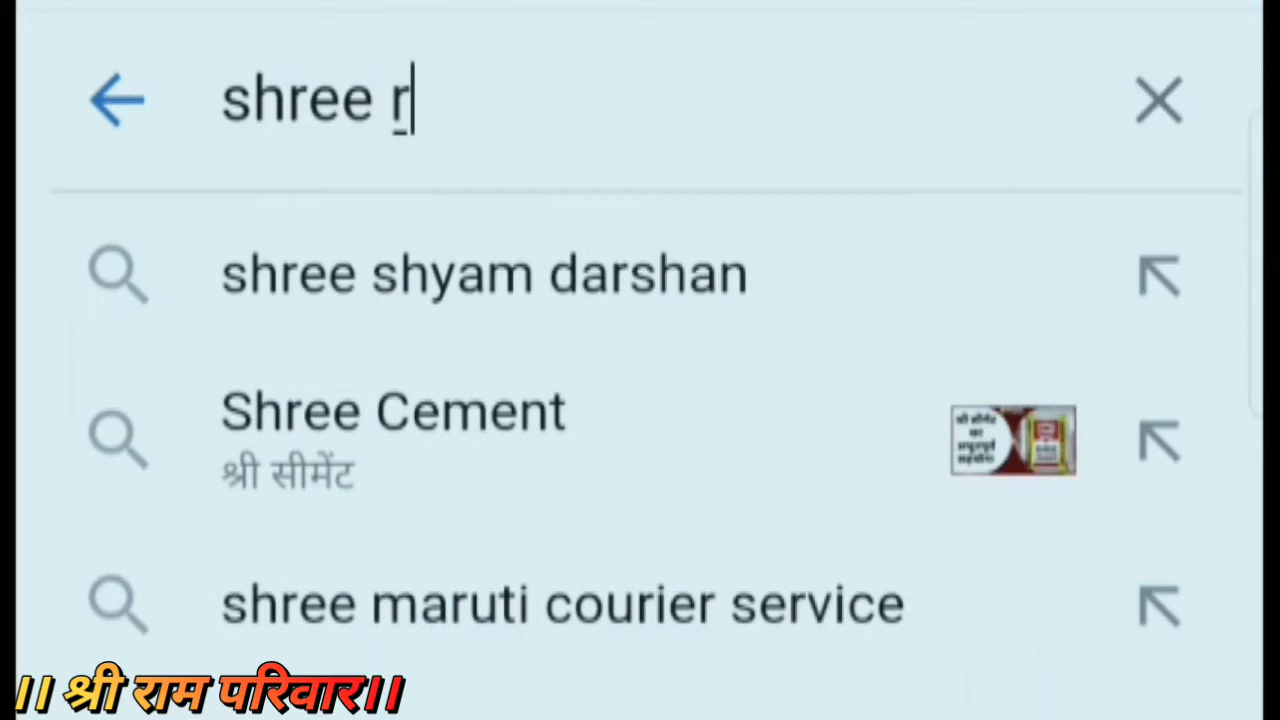 shree r
shree shyam darshan
Shree Cement
श्री सीमेंट
श्री सीमेंट
का
shree maruti courier service
।। श्री राम परिवार।।